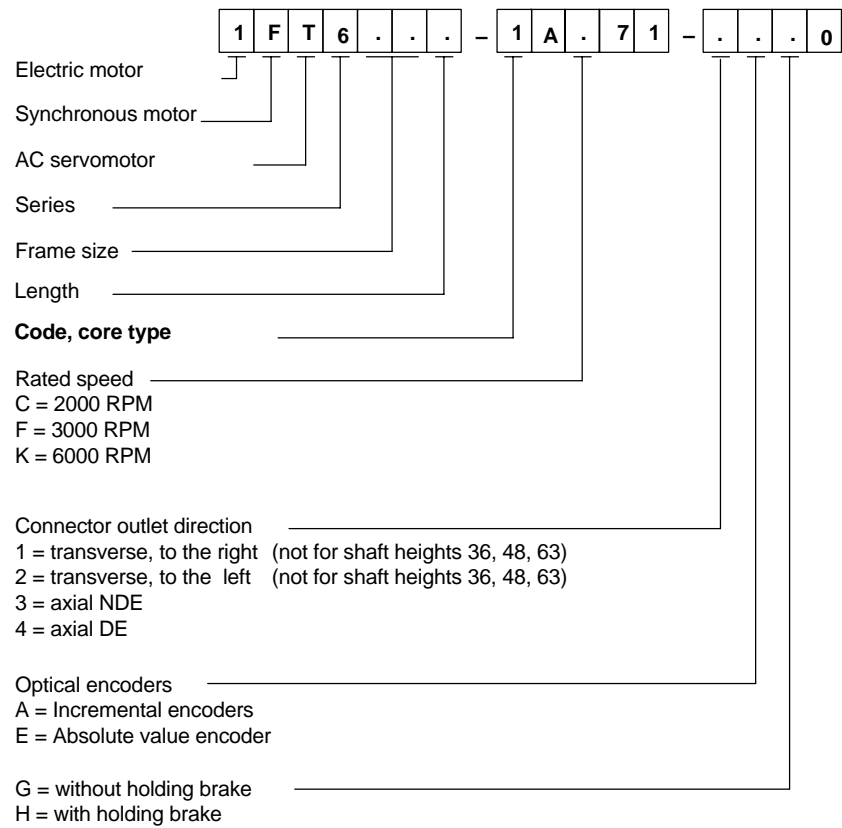 1 F T 6 . . . – 1 A . 7 1 – . . . 0
Electric motor
Synchronous motor
AC servomotor
Series
Frame size
Length
Code, core type
Rated speed
C = 2000 RPM
F = 3000 RPM
K = 6000 RPM
Connector outlet direction
1 = transverse, to the right (not for shaft heights 36, 48, 63)
2 = transverse, to the left (not for shaft heights 36, 48, 63)
3 = axial NDE
4 = axial DE
Optical encoders
A = Incremental encoders
E = Absolute value encoder
G = without holding brake
H = with holding brake